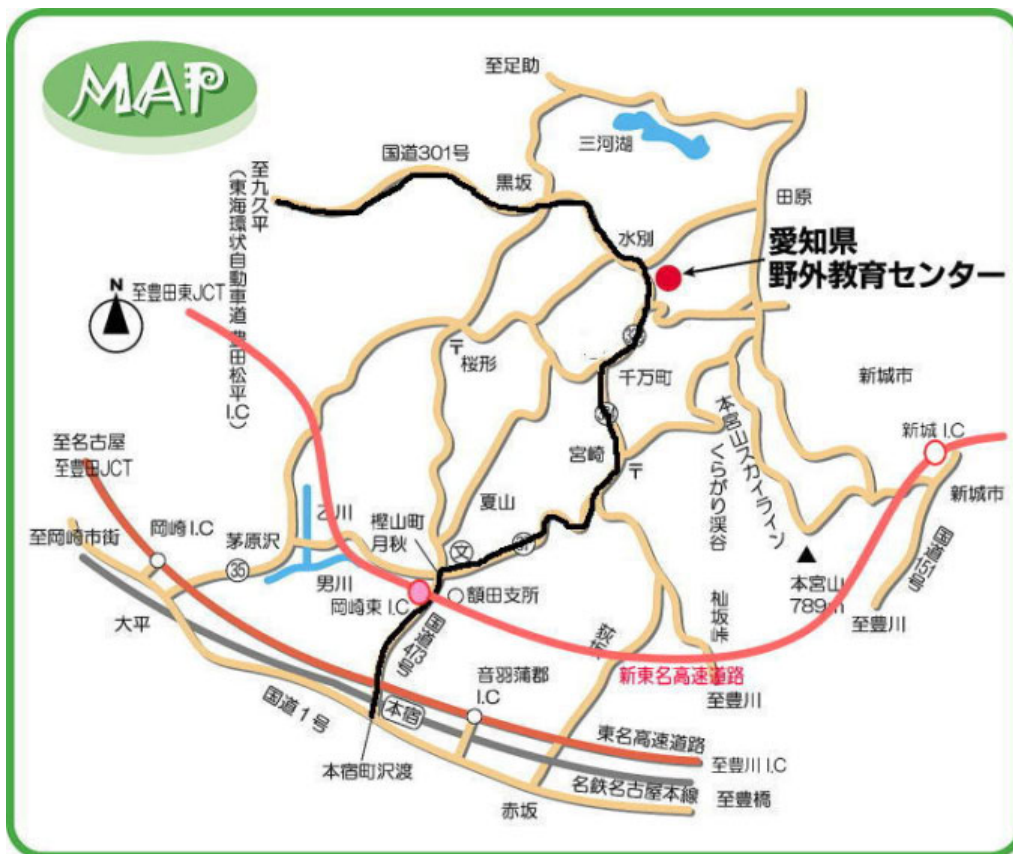 MAP
至足助
三河湖
国道301号
黒坂
田原
至九久平
(東海環状自動車道 豊田松平I.C)
水別
愛知県
野外教育センター
N
至豊田東JCT
〒
桜形
33
千万町
新城市
37
本宮山スカイライン
くらがり渓谷
新城 I.C
至名古屋
至豊田JCT
宮崎
〒
新城市
岡崎 I.C
乙川
樫山町
月秋
夏山
至岡崎市街
茅原沢
文
37
国道151号
35
男川
岡崎東 I.C
額田支所
本宮山
789m
大平
国道473号
杣坂峠
至豊川
音羽蒲郡
I.C
新東名高速道路
至豊川
国道1号
本宿
東名高速道路
至豊川 I.C
本宿町沢渡
名鉄名古屋本線
至豊橋
赤坂